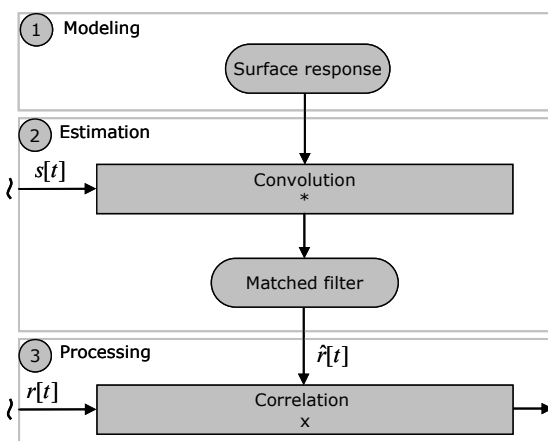 1 Modeling
Surface response
2 Estimation
s[t]
Convolution
*
Matched filter
r̂[t]
3 Processing
r[t]
Correlation
x